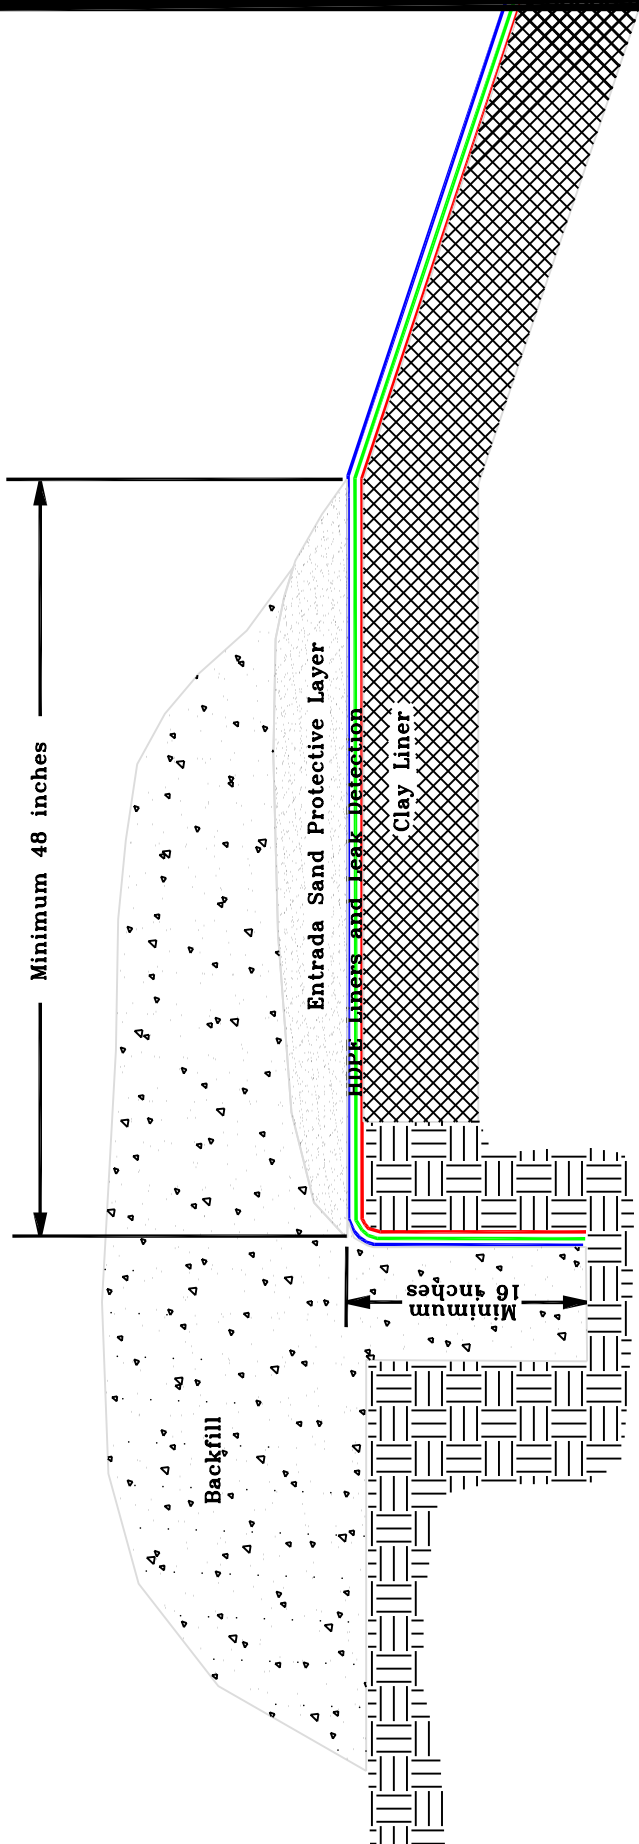 Minimum 48 inches
Entrada Sand Protective Layer
HDPE Liners and Leak Detection
Clay Liner
Minimum
16 inches
Backfill